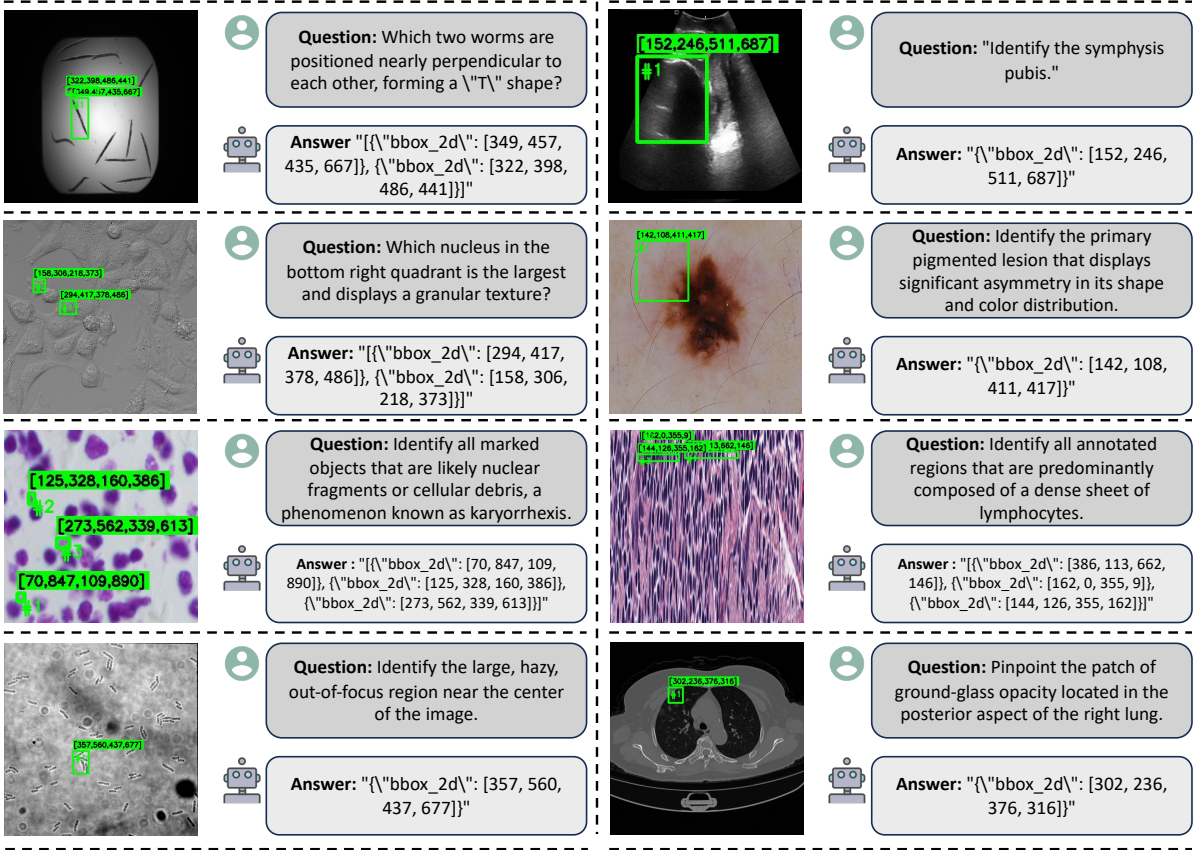 [322,398,486,441]
[349,457,435,667]
#1
Question: Which two worms are
positioned nearly perpendicular to
each other, forming a \"T\" shape?
Answer "[{\"bbox_2d\": [349, 457,
435, 667]}, {\"bbox_2d\": [322, 398,
486, 441]}]"
[152,246,511,687]
#1
Question: "Identify the symphysis
pubis."
Answer: "{\"bbox_2d\": [152, 246,
511, 687]}"
[158,306,218,373]
[294,417,378,486]
Question: Which nucleus in the
bottom right quadrant is the largest
and displays a granular texture?
Answer: "[{\"bbox_2d\": [294, 417,
378, 486]}, {\"bbox_2d\": [158, 306,
218, 373]}]"
[142,108,411,417]
Question: Identify the primary
pigmented lesion that displays
significant asymmetry in its shape
and color distribution.
Answer: "{\"bbox_2d\": [142, 108,
411, 417]}"
[125,328,160,386]
#2
[273,562,339,613]
#3
[70,847,109,890]
#1
Question: Identify all marked
objects that are likely nuclear
fragments or cellular debris, a
phenomenon known as karyorrhexis.
Answer : "[{\"bbox_2d\": [70, 847, 109,
890]}, {\"bbox_2d\": [125, 328, 160, 386]},
{\"bbox_2d\": [273, 562, 339, 613]}]"
[162,0,355,9]
[144,126,355,162]
13,662,146]
Question: Identify all annotated
regions that are predominantly
composed of a dense sheet of
lymphocytes.
Answer : "[{\"bbox_2d\": [386, 113, 662,
146]}, {\"bbox_2d\": [162, 0, 355, 9]},
{\"bbox_2d\": [144, 126, 355, 162]}]"
[357,560,437,677]
Question: Identify the large, hazy,
out-of-focus region near the center
of the image.
Answer: "{\"bbox_2d\": [357, 560,
437, 677]}"
[302,236,376,316]
#1
Question: Pinpoint the patch of
ground-glass opacity located in the
posterior aspect of the right lung.
Answer: "{\"bbox_2d\": [302, 236,
376, 316]}"